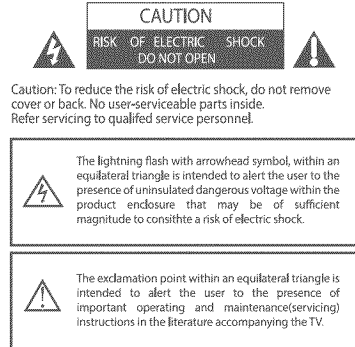 CAUTION
RISK OF ELECTRIC SHOCK
DO NOT OPEN
Caution: To reduce the risk of electric shock, do not remove
cover or back. No user-serviceable parts inside.
Refer servicing to qualifed service personnel.
The lightning flash with arrowhead symbol, within an
equilateral triangle is intended to alert the user to the
presence of uninsulated dangerous voltage within the
product enclosure that may be of sufficient
magnitude to consithte a risk of electric shock.
The exclamation point within an equilateral triangle is
intended to alert the user to the presence of
important operating and maintenance(servicing)
instructions in the literature accompanying the TV.